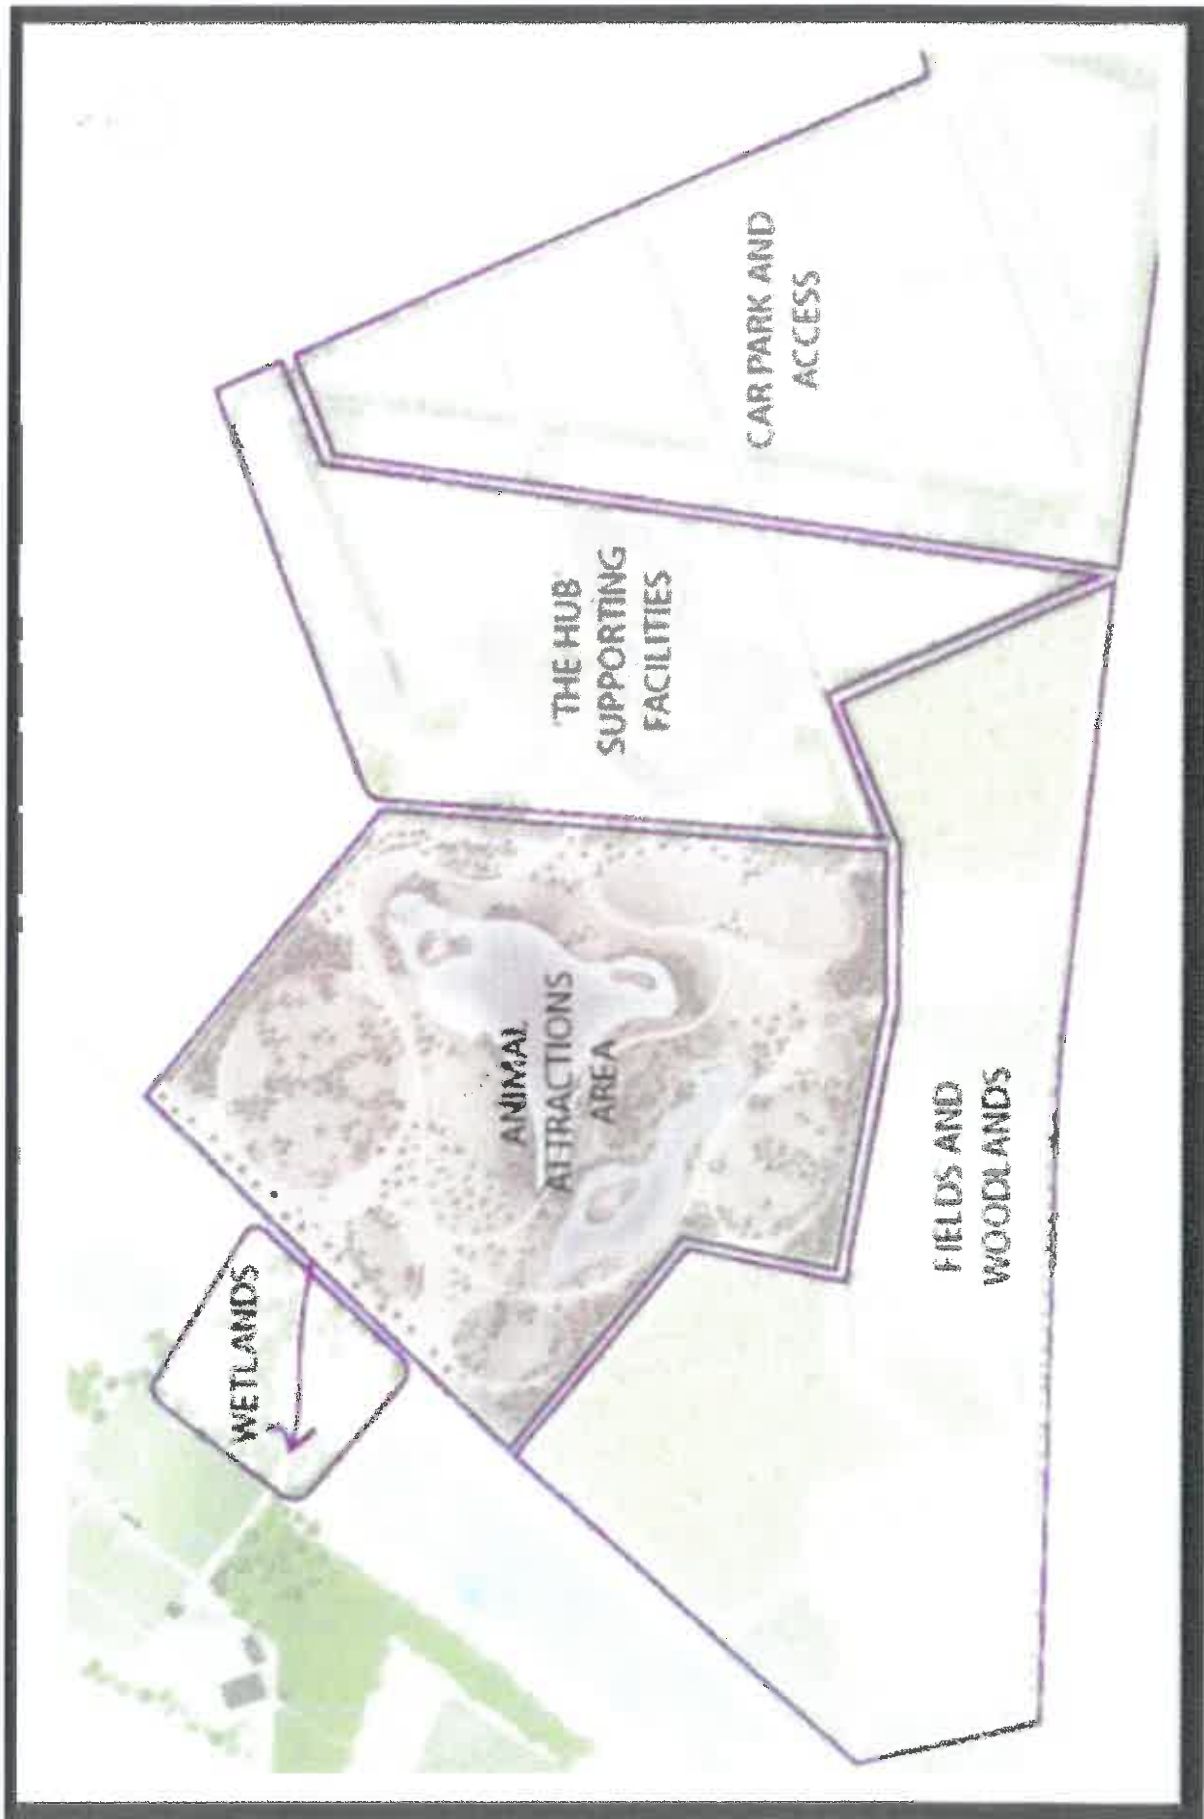 WETLANDS
ANIMAL
ATTRACTIONS
AREA
'THE HUB'
SUPPORTING
FACILITIES
CAR PARK AND
ACCESS
FIELDS AND
WOODLANDS